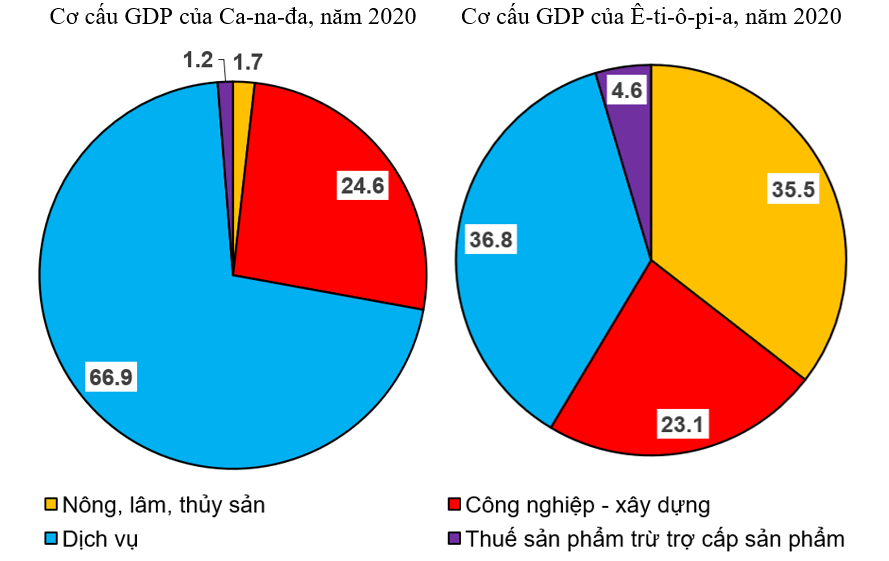 Cơ cấu GDP của Ca-na-đa, năm 2020
Cơ cấu GDP của Ê-ti-ô-pi-a, năm 2020
1.2
1.7
24.6
66.9
4.6
35.5
36.8
23.1
Nông, lâm, thủy sản
Công nghiệp - xây dựng
Dịch vụ
Thuế sản phẩm trừ trợ cấp sản phẩm